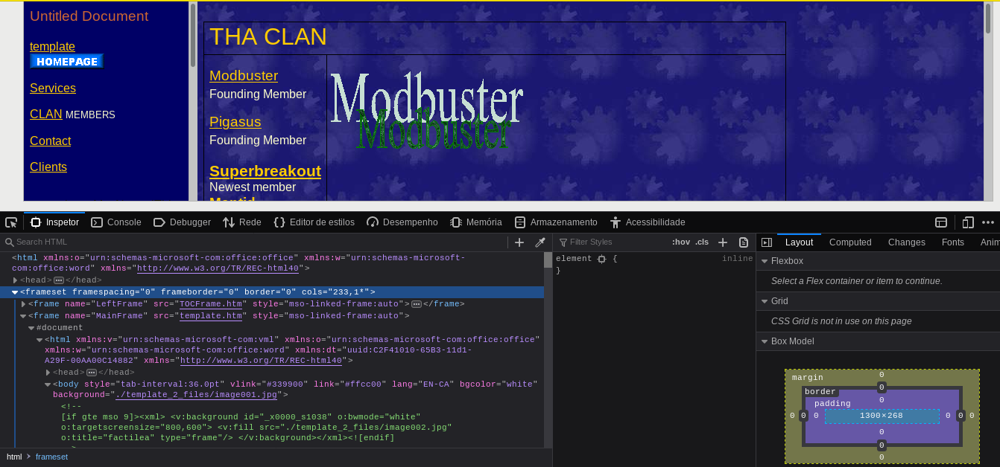 Untitled Document
template
HOMEPAGE
Services
CLAN MEMBERS
Contact
Clients
THA CLAN
Modbuster
Founding Member
Pigasus
Founding Member
Superbreakout
Newest member
Modbuster
Modbuster
Inspetor Console Debugger Rede Editor de estilos Desempenho Memória Armazenamento Acessibilidade
Search HTML
<html xmlns:o="urn:schemas-microsoft-com:office:office" xmlns:w="urn:schemas-microsoft-
com:office:word" xmlns="http://www.w3.org/TR/REC-html40">
<head></head>
<frameset framespacing="0" frameborder="0" border="0" cols="233,1*">
<frame name="LeftFrame" src="TOCFrame.htm" style="mso-linked-frame:auto"></frame>
<frame name="MainFrame" src="template.htm" style="mso-linked-frame:auto">
#document
<html xmlns:v="urn:schemas-microsoft-com:vml" xmlns:o="urn:schemas-microsoft-com:office:office"
xmlns:w="urn:schemas-microsoft-com:office:word" xmlns:dt="uuid:C2F41010-65B3-11d1-
A29F-00AA00C14882" xmlns="http://www.w3.org/TR/REC-html40">
<head></head>
<body style="tab-interval:36.0pt" vlink="#339900" link="#ffcc00" lang="EN-CA" bgcolor="white"
background="./template_2_files/image001.jpg">
<!--
[if gte mso 9]><xml> <v:background id="_x0000_s1038" o:bwmode="white"
o:targetscreensize="800,600"> <v:fill src="./template_2_files/image002.jpg"
o:title="factilea" type="frame"/> </v:background></xml><![endif]
html > frameset
Filter Styles :hov .cls
element { inline
}
Layout Computed Changes Fonts Anim
Flexbox
Select a Flex container or item to continue.
Grid
CSS Grid is not in use on this page
Box Model
margin 0
border 0
padding 0
0 0 0 1300×268 0 0 0
0
0
0